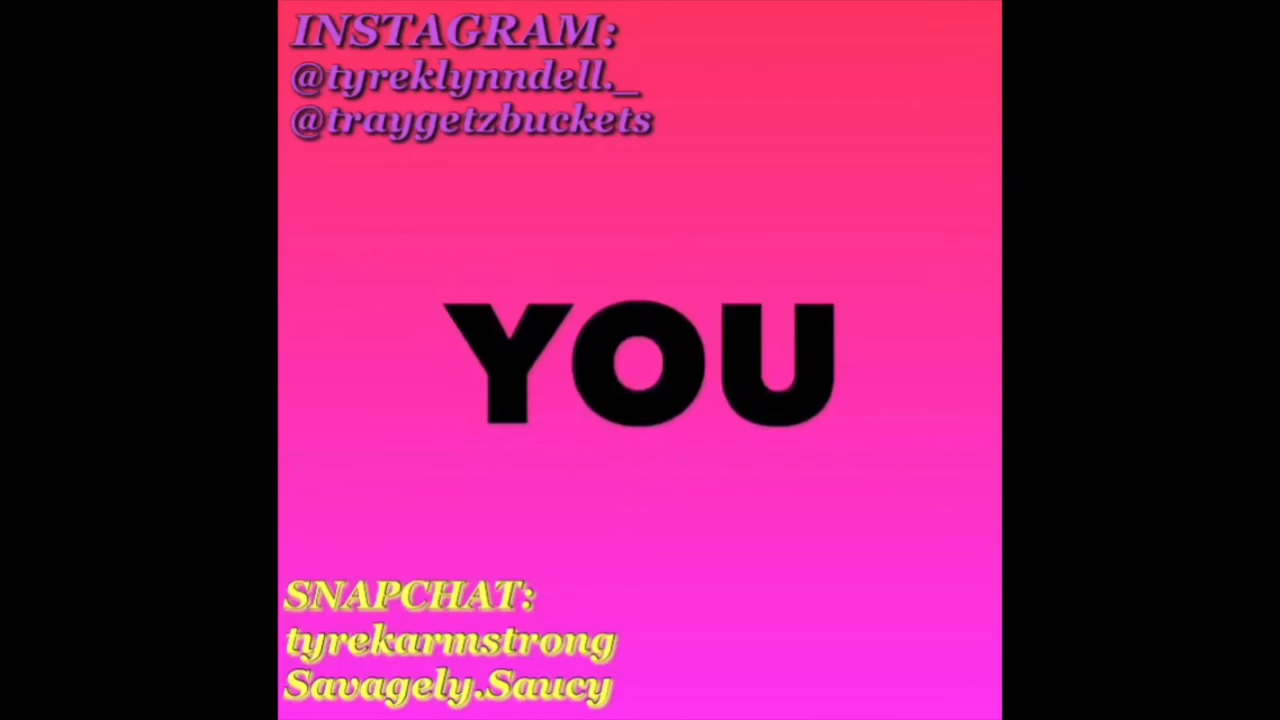 INSTAGRAM:
@tyreklynndell._
@traygetzbuckets
YOU
SNAPCHAT:
tyrekarmstrong
Savagely.Saucy